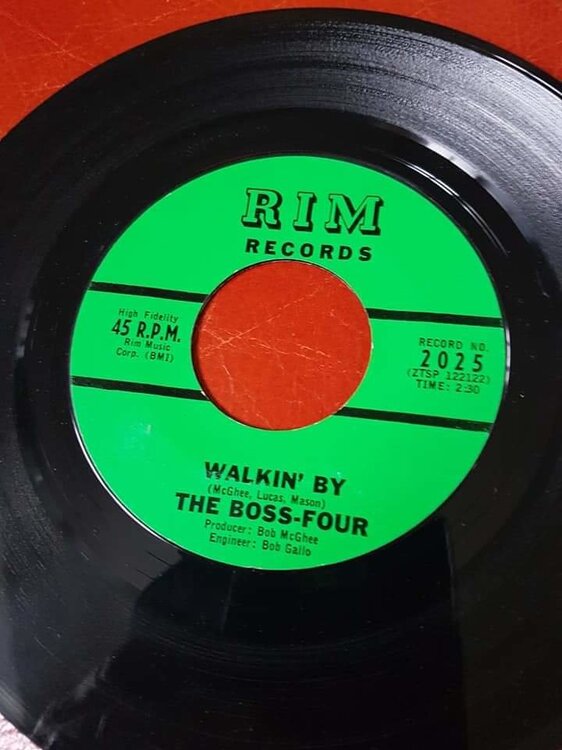 RIM
RECORDS
High Fidelity
45 R.P.M.
Rim Music
Corp. (BMI)
RECORD NO.
2025
(ZTSP 122122)
TIME: 2:30
WALKIN' BY
(McGhee, Lucas, Mason)
THE BOSS-FOUR
Producer: Bob McGhee
Engineer: Bob Gallo